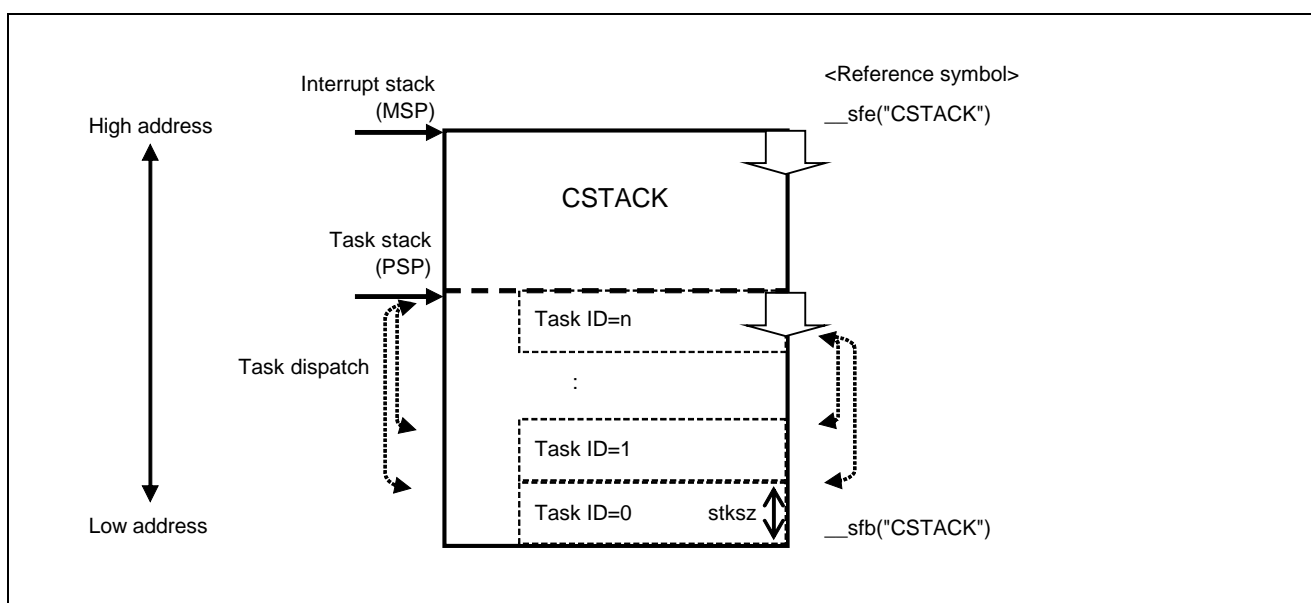 <Reference symbol>
Interrupt stack
(MSP)
__sfe("CSTACK")
High address
CSTACK
Task stack
(PSP)
Task ID=n
Task dispatch
:
Task ID=1
Task ID=0
stksz
Low address
__sfb("CSTACK")